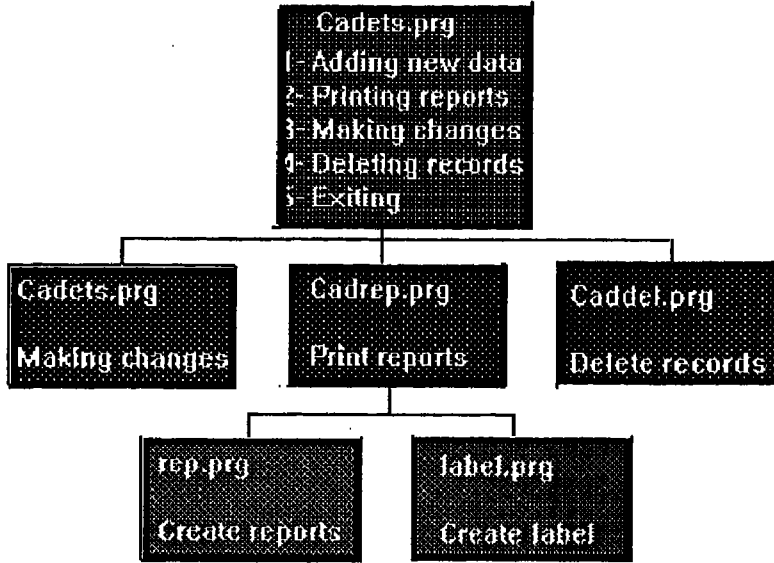 Cadets.prg
1- Adding new data
2- Printing reports
3- Making changes
4- Deleting records
5- Exiting
Cadets.prg
Making changes
Cadrep.prg
Print reports
Caddel.prg
Delete records
rep.prg
Create reports
label.prg
Create label